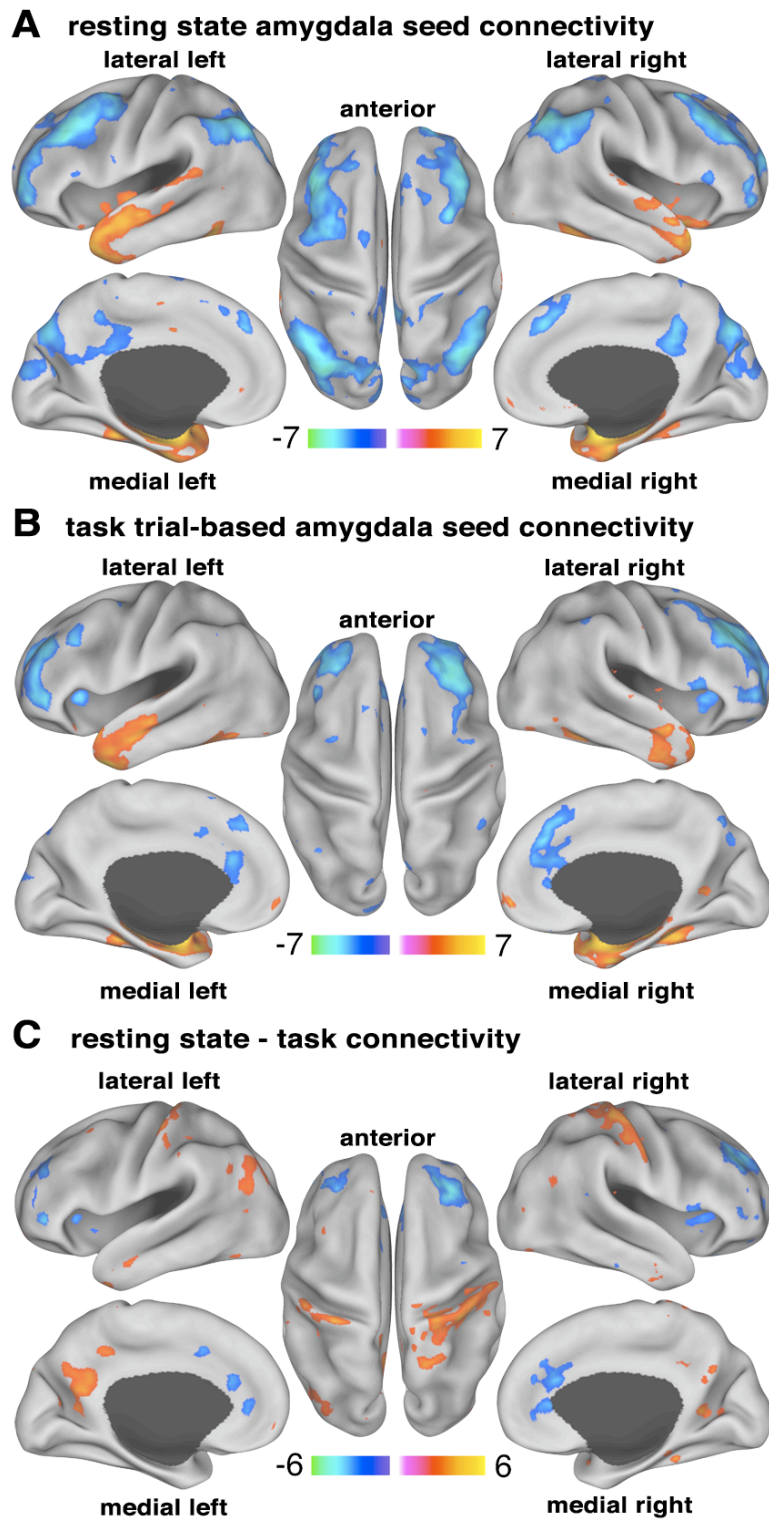 A resting state amygdala seed connectivity
lateral left
lateral right
anterior
-7
7
medial left
medial right
B task trial-based amygdala seed connectivity
lateral left
lateral right
anterior
-7
7
medial left
medial right
C resting state - task connectivity
lateral left
lateral right
anterior
-6
6
medial left
medial right